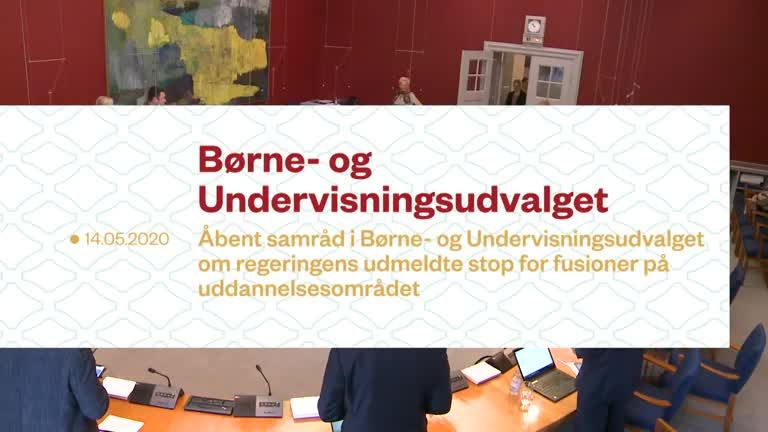 Børne- og
Undervisningsudvalget
14.05.2020
Åbent samråd i Børne- og Undervisningsudvalget
om regeringens udmeldte stop for fusioner på
uddannelsesområdet